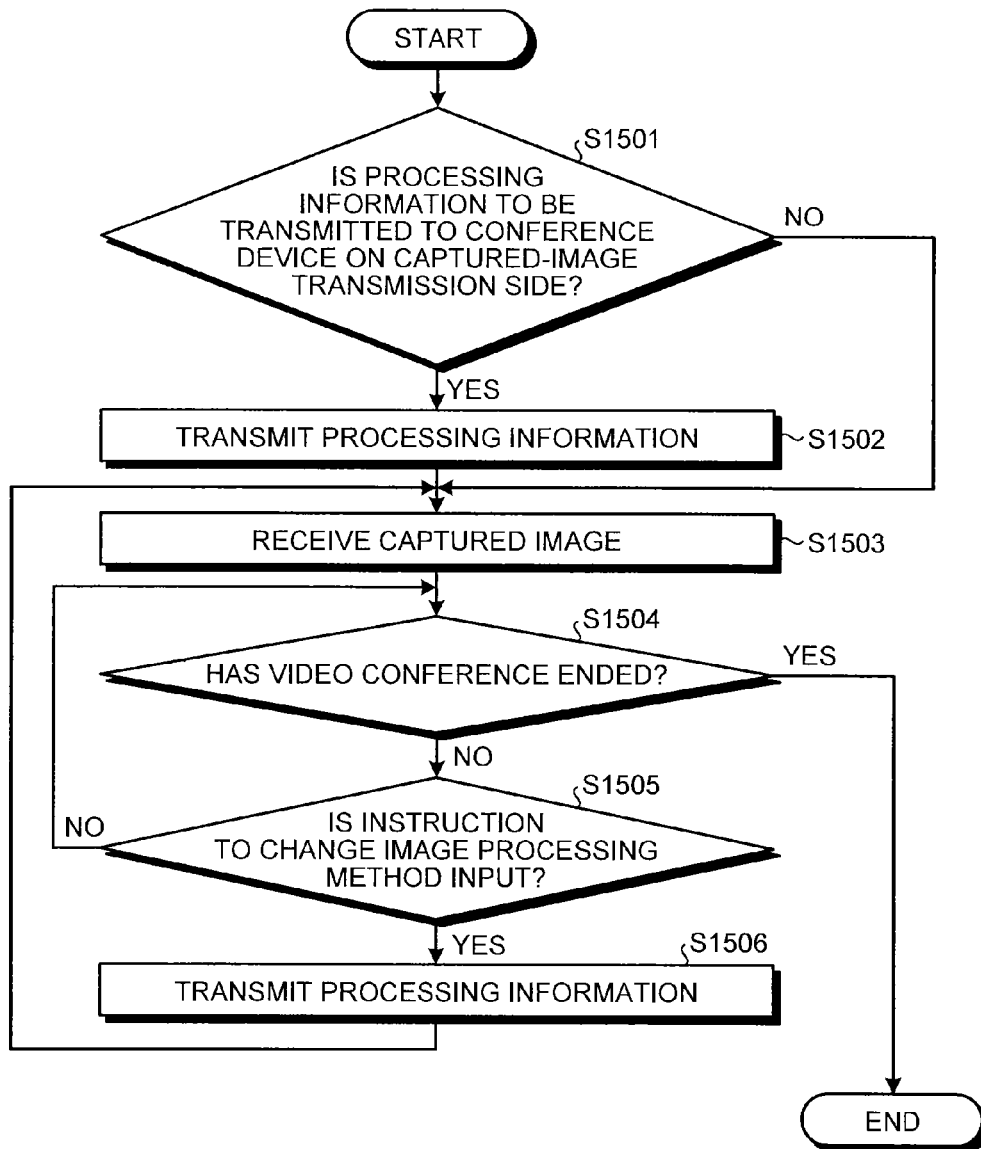 START
S1501
IS PROCESSING
INFORMATION TO BE
TRANSMITTED TO CONFERENCE
DEVICE ON CAPTURED-IMAGE
TRANSMISSION SIDE?
NO
YES
TRANSMIT PROCESSING INFORMATION
S1502
RECEIVE CAPTURED IMAGE
S1503
S1504
HAS VIDEO CONFERENCE ENDED?
YES
NO
S1505
IS INSTRUCTION
TO CHANGE IMAGE PROCESSING
METHOD INPUT?
NO
YES
S1506
TRANSMIT PROCESSING INFORMATION
END